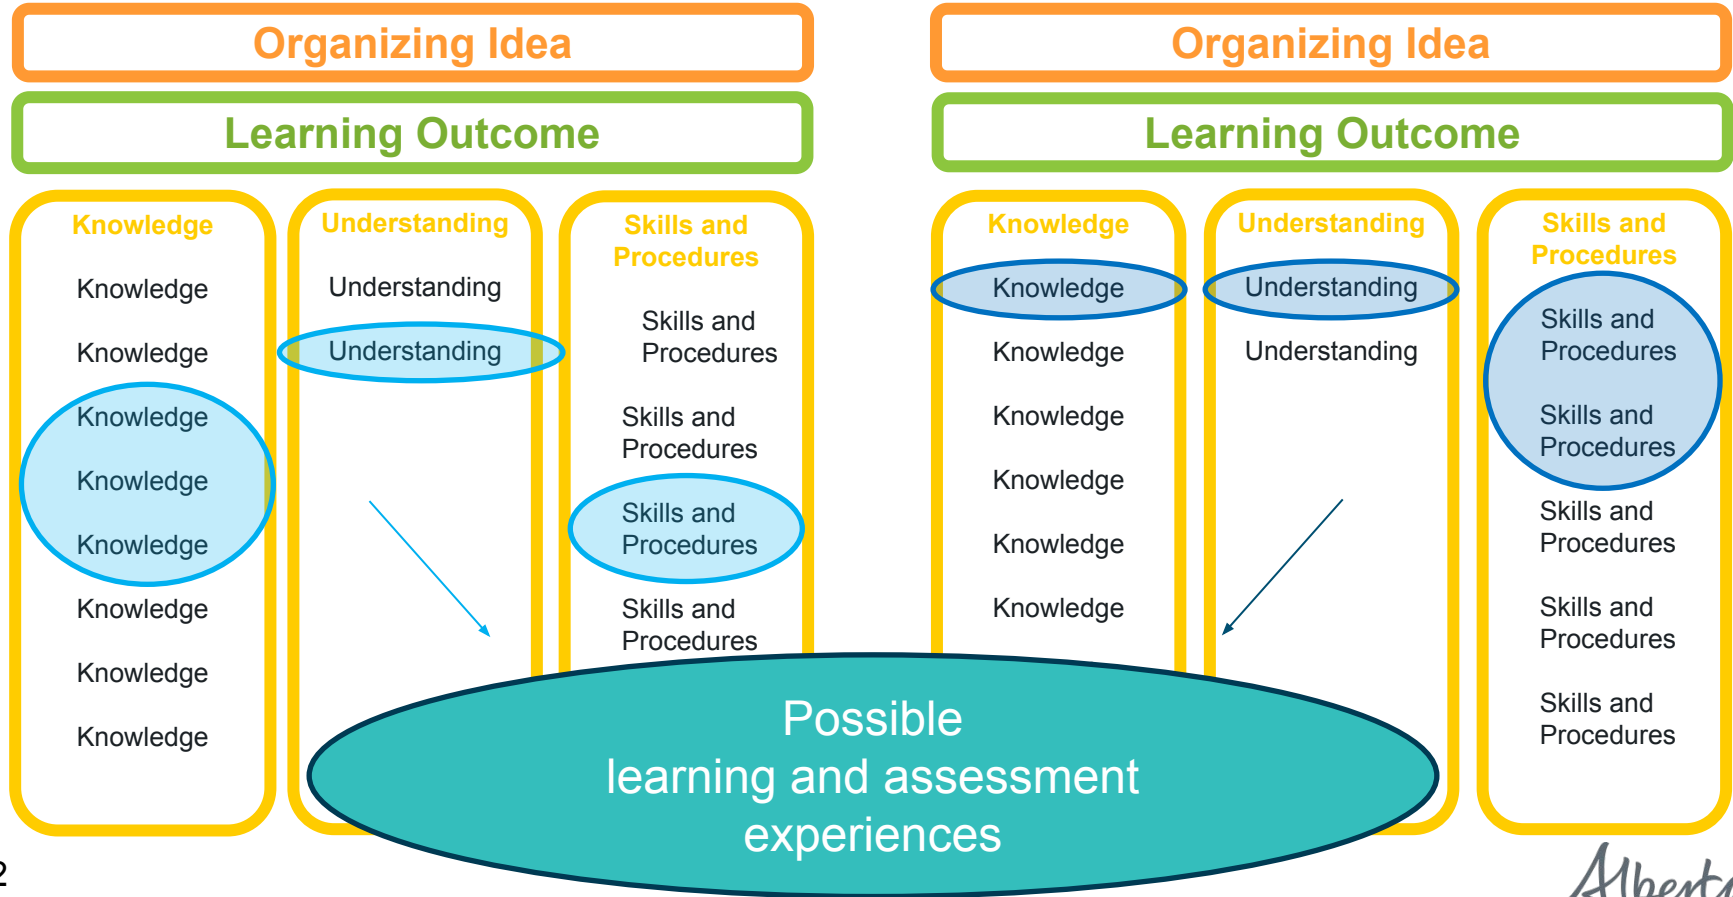 Organizing Idea
Learning Outcome
Knowledge
Knowledge
Knowledge
Knowledge
Knowledge
Knowledge
Knowledge
Knowledge
Knowledge
Understanding
Understanding
Understanding
Skills and
Procedures
Skills and
Procedures
Skills and
Procedures
Skills and
Procedures
Skills and
Procedures
Organizing Idea
Learning Outcome
Knowledge
Knowledge
Knowledge
Knowledge
Knowledge
Knowledge
Knowledge
Understanding
Understanding
Understanding
Skills and
Procedures
Skills and
Procedures
Skills and
Procedures
Skills and
Procedures
Skills and
Procedures
Skills and
Procedures
Possible
learning and assessment
experiences
2
Alberta